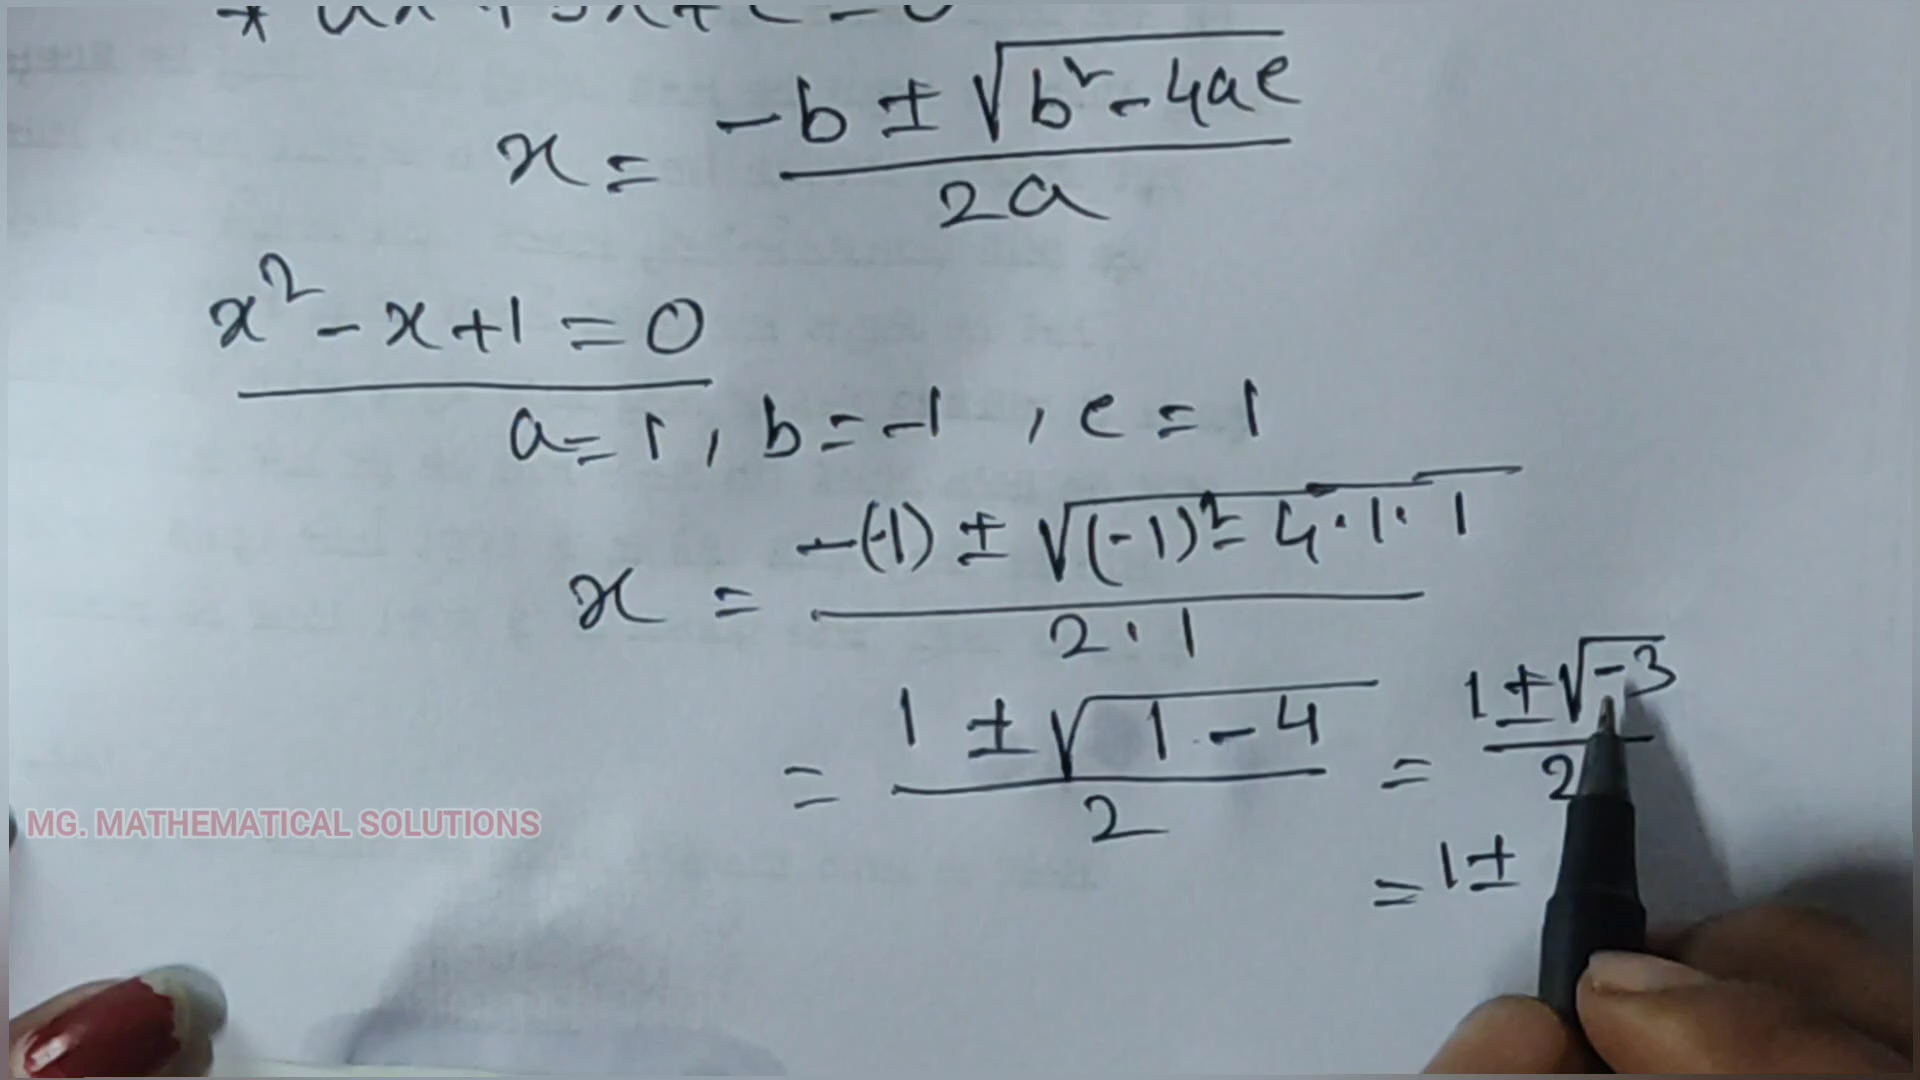 x = (-b ± √(b² - 4ac)) / 2a
x² - x + 1 = 0
a = 1, b = -1, c = 1
x = (-(-1) ± √((-1)² - 4·1·1)) / 2·1
= (1 ± √(1 - 4)) / 2 = (1 ± √-3) / 2
= 1 ±
MG. MATHEMATICAL SOLUTIONS